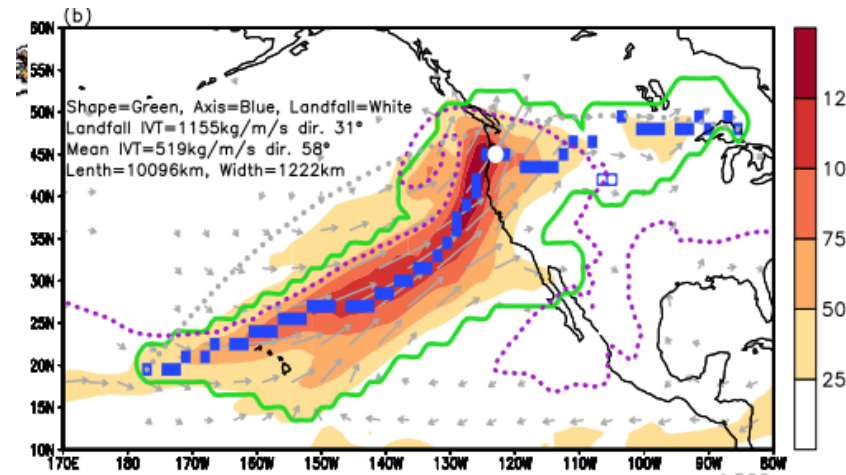 (b)
60N
55N
50N
45N
40N
35N
30N
25N
20N
15N
10N
Shape=Green, Axis=Blue, Landfall=White
Landfall IVT=1155kg/m/s dir. 31°
Mean IVT=519kg/m/s dir. 58°
Lenth=10096km, Width=1222km
170E 180 170W 160W 150W 140W 130W 120W 110W 100W 90W 80W
12
10
75
50
25